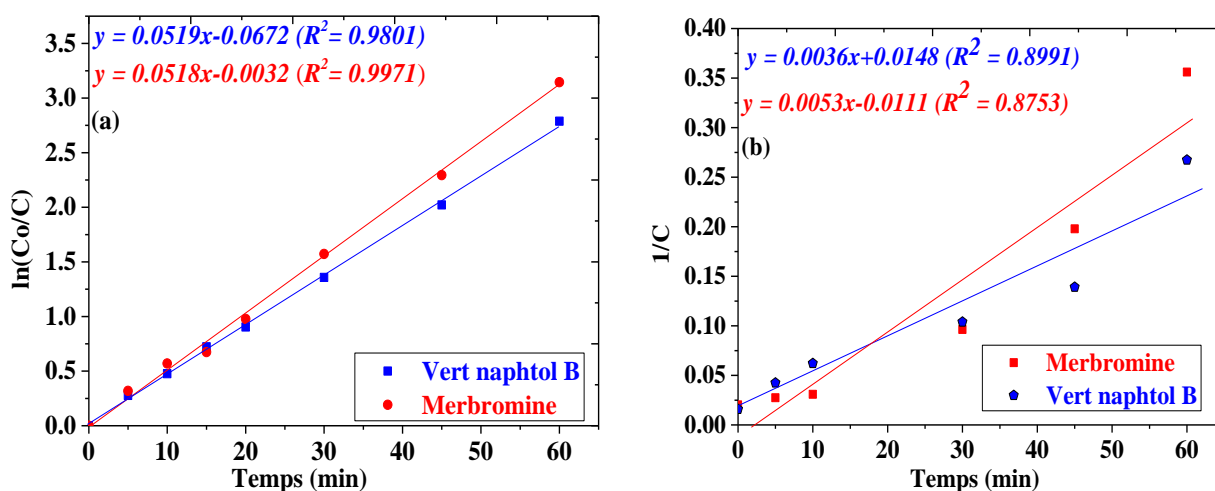 y = 0.0519x-0.0672 (R²= 0.9801)
y = 0.0518x-0.0032 (R²= 0.9971)
(a)
ln(Co/C)
3.5
3.0
2.5
2.0
1.5
1.0
0.5
0.0
Vert naphtol B
Merbromine
0 10 20 30 40 50 60
Temps (min)
y = 0.0036x+0.0148 (R² = 0.8991)
y = 0.0053x-0.0111 (R² = 0.8753)
(b)
1/C
0.35
0.30
0.25
0.20
0.15
0.10
0.05
0.00
Merbromine
Vert naphtol B
0 10 20 30 40 50 60
Temps (min)